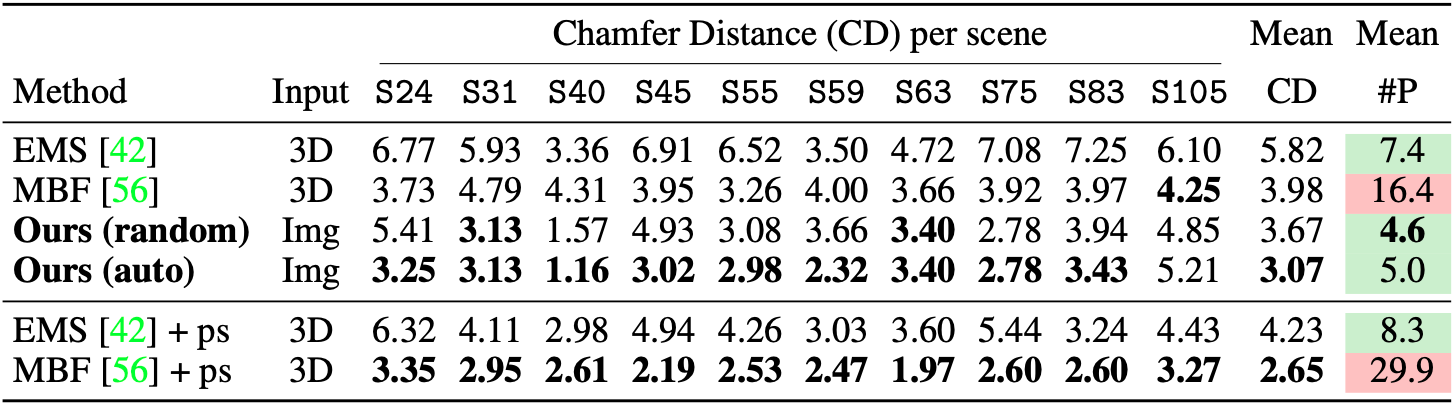 Chamfer Distance (CD) per scene Mean Mean
Method Input S24 S31 S40 S45 S55 S59 S63 S75 S83 S105 CD #P
EMS [42] 3D 6.77 5.93 3.36 6.91 6.52 3.50 4.72 7.08 7.25 6.10 5.82 7.4
MBF [56] 3D 3.73 4.79 4.31 3.95 3.26 4.00 3.66 3.92 3.97 4.25 3.98 16.4
Ours (random) Img 5.41 3.13 1.57 4.93 3.08 3.66 3.40 2.78 3.94 4.85 3.67 4.6
Ours (auto) Img 3.25 3.13 1.16 3.02 2.98 2.32 3.40 2.78 3.43 5.21 3.07 5.0
EMS [42] + ps 3D 6.32 4.11 2.98 4.94 4.26 3.03 3.60 5.44 3.24 4.43 4.23 8.3
MBF [56] + ps 3D 3.35 2.95 2.61 2.19 2.53 2.47 1.97 2.60 2.60 3.27 2.65 29.9